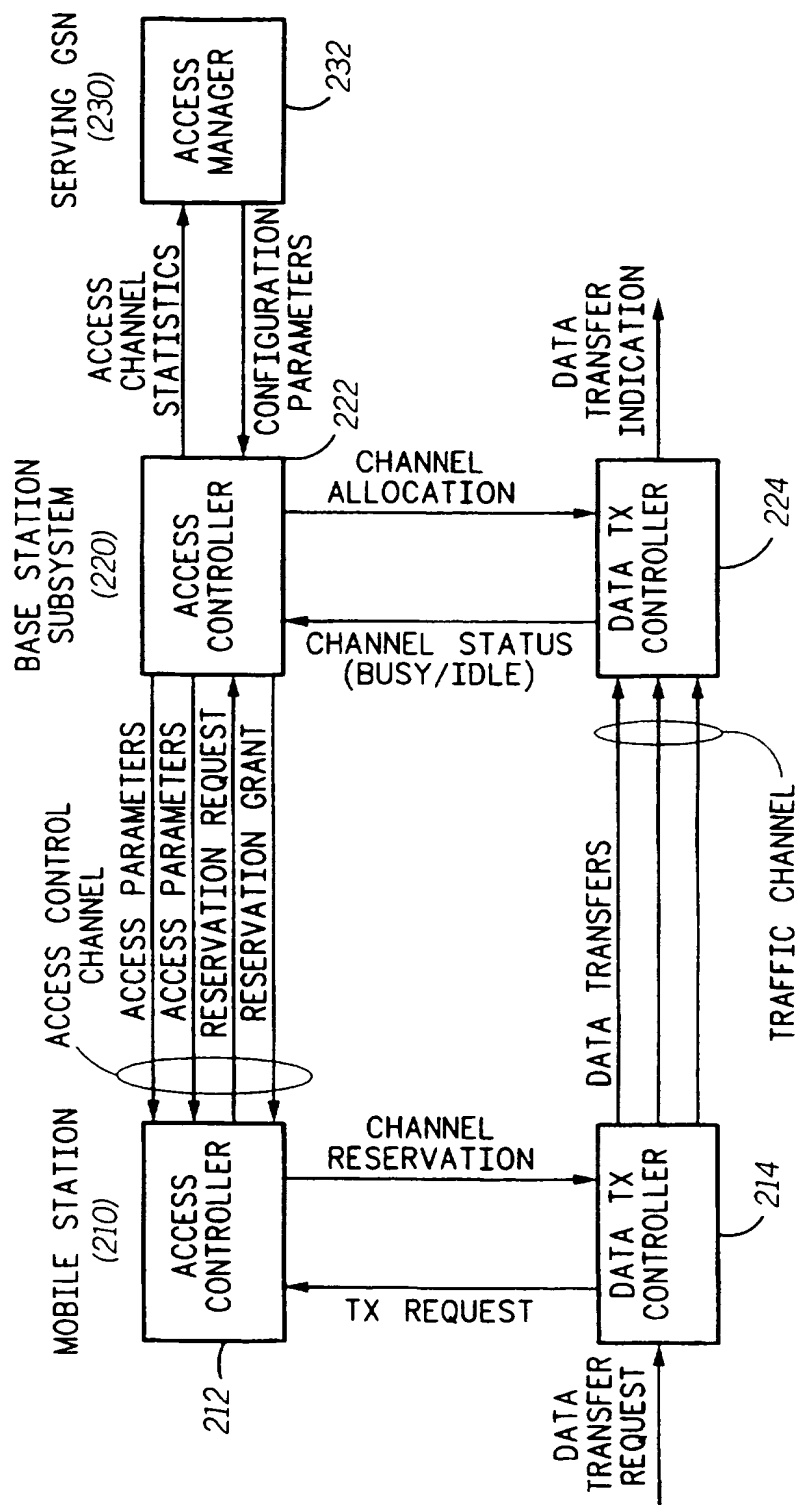 MOBILE STATION
(210)
ACCESS
CONTROLLER
212
ACCESS CONTROL
CHANNEL
ACCESS PARAMETERS
ACCESS PARAMETERS
RESERVATION REQUEST
RESERVATION GRANT
BASE STATION
SUBSYSTEM
(220)
ACCESS
CONTROLLER
222
ACCESS
CHANNEL
STATISTICS
CONFIGURATION
PARAMETERS
SERVING GSN
(230)
ACCESS
MANAGER
232
TX REQUEST
CHANNEL
RESERVATION
CHANNEL STATUS
(BUSY/IDLE)
CHANNEL
ALLOCATION
DATA
TRANSFER
REQUEST
DATA TX
CONTROLLER
214
DATA TRANSFERS
TRAFFIC CHANNEL
DATA TX
CONTROLLER
224
DATA
TRANSFER
INDICATION